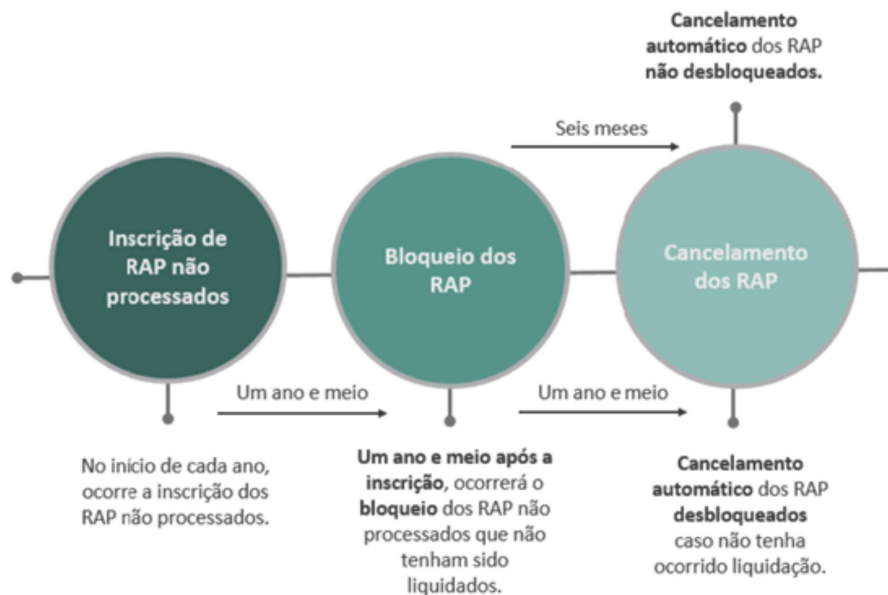 Cancelamento
automático dos RAP
não desbloqueados.
Seis meses
Inscrição de
RAP não
processados
Bloqueio dos
RAP
Cancelamento
dos RAP
Um ano e meio
Um ano e meio
No início de cada ano,
ocorre a inscrição dos
RAP não processados.
Um ano e meio após a
inscrição, ocorrerá o
bloqueio dos RAP não
processados que não
tenham sido
liquidados.
Cancelamento
automático dos RAP
desbloqueados
caso não tenha
ocorrido liquidação.